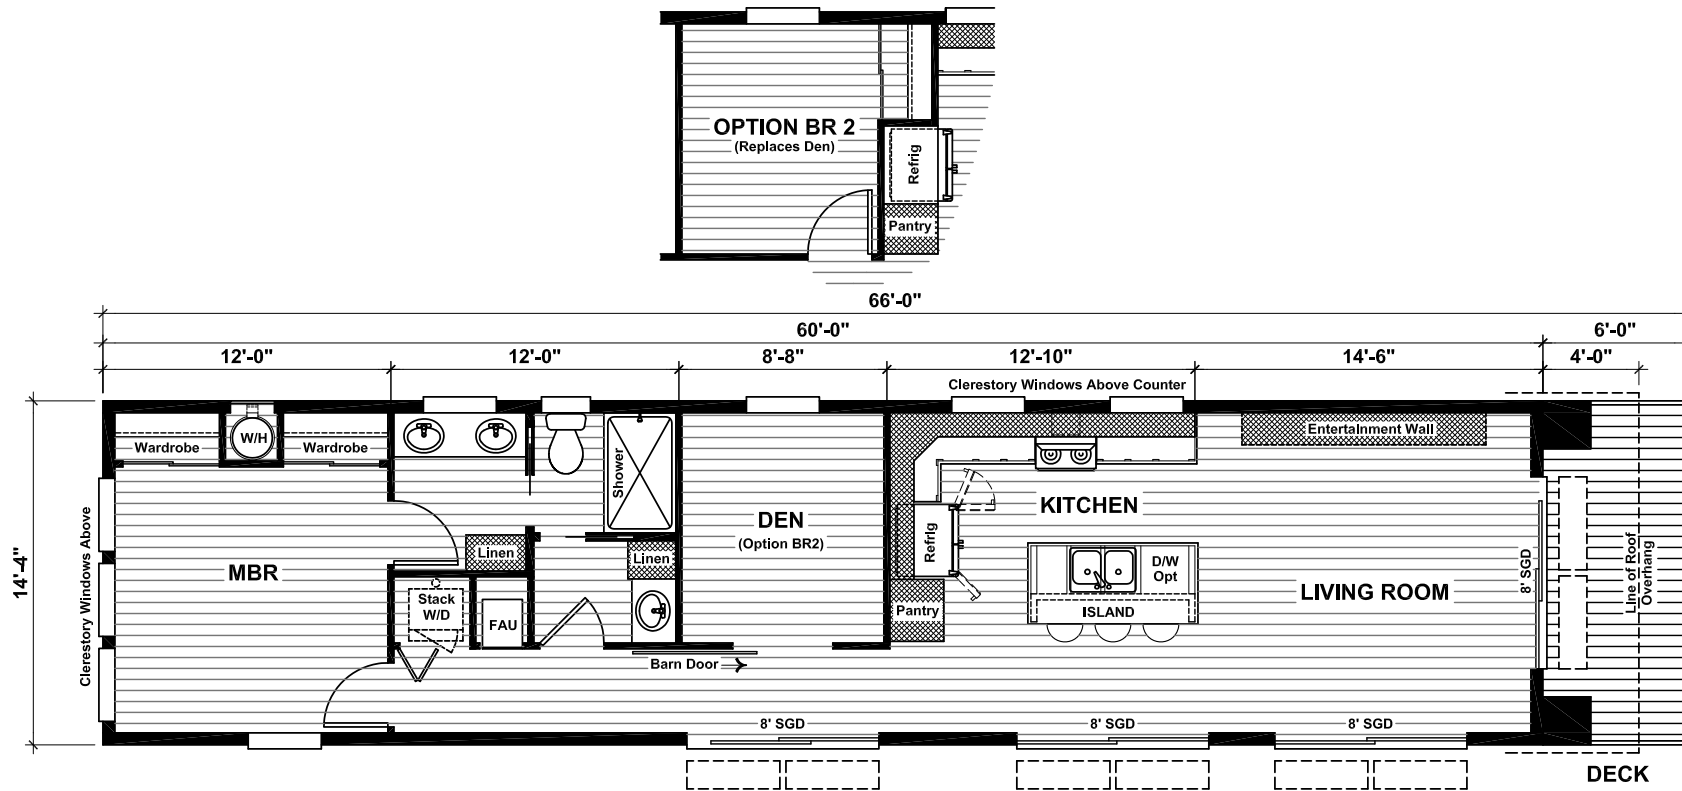 OPTION BR 2
(Replaces Den)
Refrig
Pantry
66'-0"
60'-0"
6'-0"
12'-0"
12'-0"
8'-8"
12'-10"
14'-6"
4'-0"
Clerestory Windows Above Counter
Wardrobe
W/H
Wardrobe
Entertainment Wall
Shower
Clerestory Windows Above
14'-4"
MBR
Linen
Linen
Stack
W/D
FAU
DEN
(Option BR2)
KITCHEN
Refrig
Pantry
D/W
Opt
ISLAND
LIVING ROOM
8' SGD
Line of Roof
Overhang
Barn Door
8' SGD
8' SGD
8' SGD
DECK